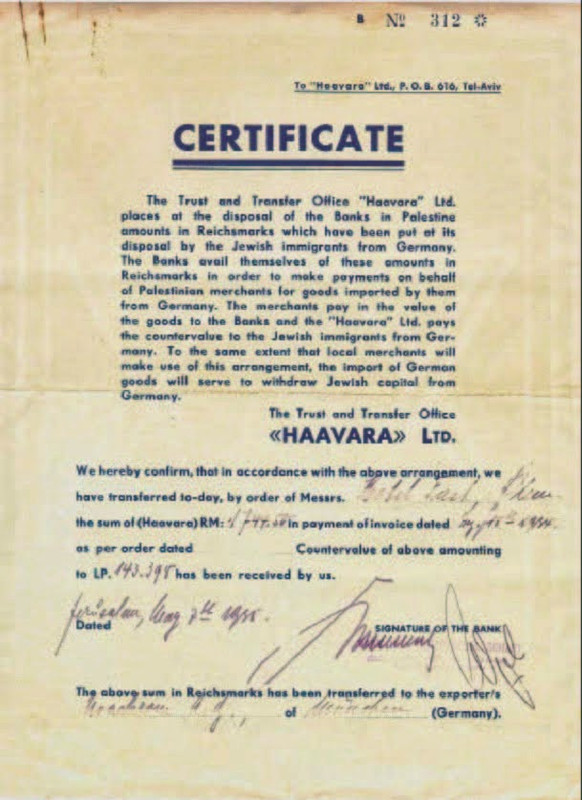 B No 312
To "Haavara" Ltd., P.O.B. 616, Tel-Aviv
CERTIFICATE
The Trust and Transfer Office "Haavara" Ltd.
places at the disposal of the Banks in Palestine
amounts in Reichsmarks which have been put at its
disposal by the Jewish immigrants from Germany.
The Banks avail themselves of these amounts in
Reichsmarks in order to make payments on behalf
of Palestinian merchants for goods imported by them
from Germany. The merchants pay in the value of
the goods to the Banks and the "Haavara" Ltd. pays
the countervalue to the Jewish immigrants from Ger-
many. To the same extent that local merchants will
make use of this arrangement, the import of German
goods will serve to withdraw Jewish capital from
Germany.
The Trust and Transfer Office
«HAAVARA» LTD.
We hereby confirm, that in accordance with the above arrangement, we
have transferred to-day, by order of Messrs. Hotel
the sum of (Haavara) RM: in payment of invoice dated
as per order dated Countervalue of above amounting
to LP. 143.398 has been received by us.
Jerusalem, May 7th 1935.
Dated
SIGNATURE OF THE BANK
The above sum in Reichsmarks has been transferred to the exporter's
A.G., of München (Germany).